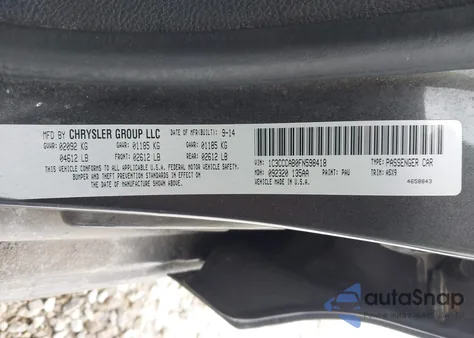 MFD BY CHRYSLER GROUP LLC DATE OF MFR(BUILT): 9-14
GVWR: 02092 KG GAWR: 01185 KG GAWR: 01185 KG
04612 LB FRONT: 02612 LB REAR: 02612 LB
THIS VEHICLE CONFORMS TO ALL APPLICABLE U.S.A. FEDERAL MOTOR VEHICLE SAFETY,
BUMPER AND THEFT PREVENTION STANDARDS IN EFFECT ON
THE DATE OF MANUFACTURE SHOWN ABOVE.
VIN: 1C3CCCAB0FN598418 TYPE: PASSENGER CAR
MDH: 092320 135AA PAINT: PAU TRIM: A5X9
MADE IN U.S.A. 4658843
autoSnap